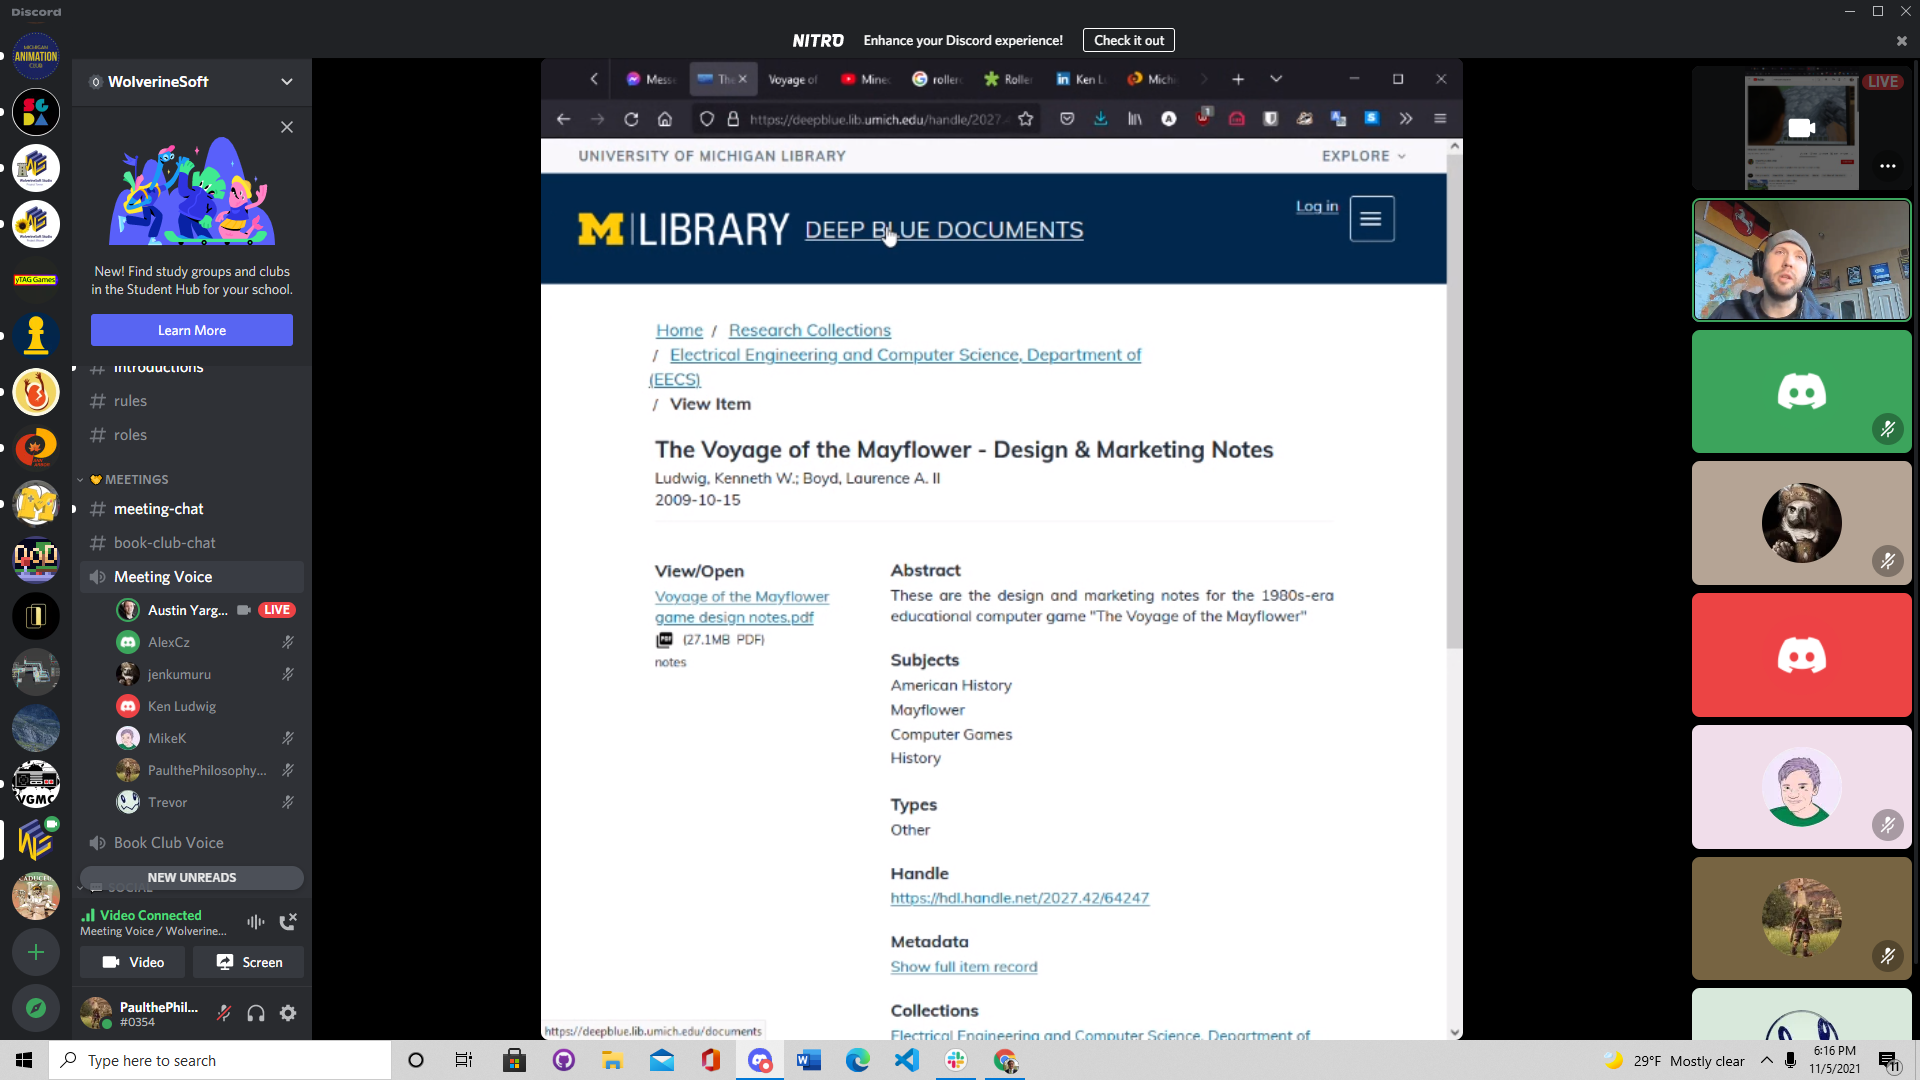 Discord
NITRO Enhance your Discord experience! Check it out
MICHIGAN
ANIMATION
CLUB
WolverineSoft
New! Find study groups and clubs
in the Student Hub for your school.
Learn More
introductions
rules
roles
MEETINGS
meeting-chat
book-club-chat
Meeting Voice
Austin Yarg... LIVE
AlexCz
jenkumuru
Ken Ludwig
MikeK
PaulthePhilosophy...
Trevor
Book Club Voice
NEW UNREADS
Video Connected
Meeting Voice / Wolverine...
Video Screen
PaulthePhil...
#0354
yTAG Games
VGMC
Mess The Voyage of Mine roller Roller Ken L Mich
https://deepblue.lib.umich.edu/handle/2027.
UNIVERSITY OF MICHIGAN LIBRARY EXPLORE
M LIBRARY DEEP BLUE DOCUMENTS Log in
Home / Research Collections
/ Electrical Engineering and Computer Science, Department of
(EECS)
/ View Item
The Voyage of the Mayflower - Design & Marketing Notes
Ludwig, Kenneth W.; Boyd, Laurence A. II
2009-10-15
View/Open
Voyage of the Mayflower
game design notes.pdf
PDF (27.1MB PDF)
notes
Abstract
These are the design and marketing notes for the 1980s-era
educational computer game "The Voyage of the Mayflower"
Subjects
American History
Mayflower
Computer Games
History
Types
Other
Handle
https://hdl.handle.net/2027.42/64247
Metadata
Show full item record
Collections
Electrical Engineering and Computer Science, Department of
https://deepblue.lib.umich.edu/documents
LIVE
Type here to search
29°F Mostly clear
6:16 PM
11/5/2021
11